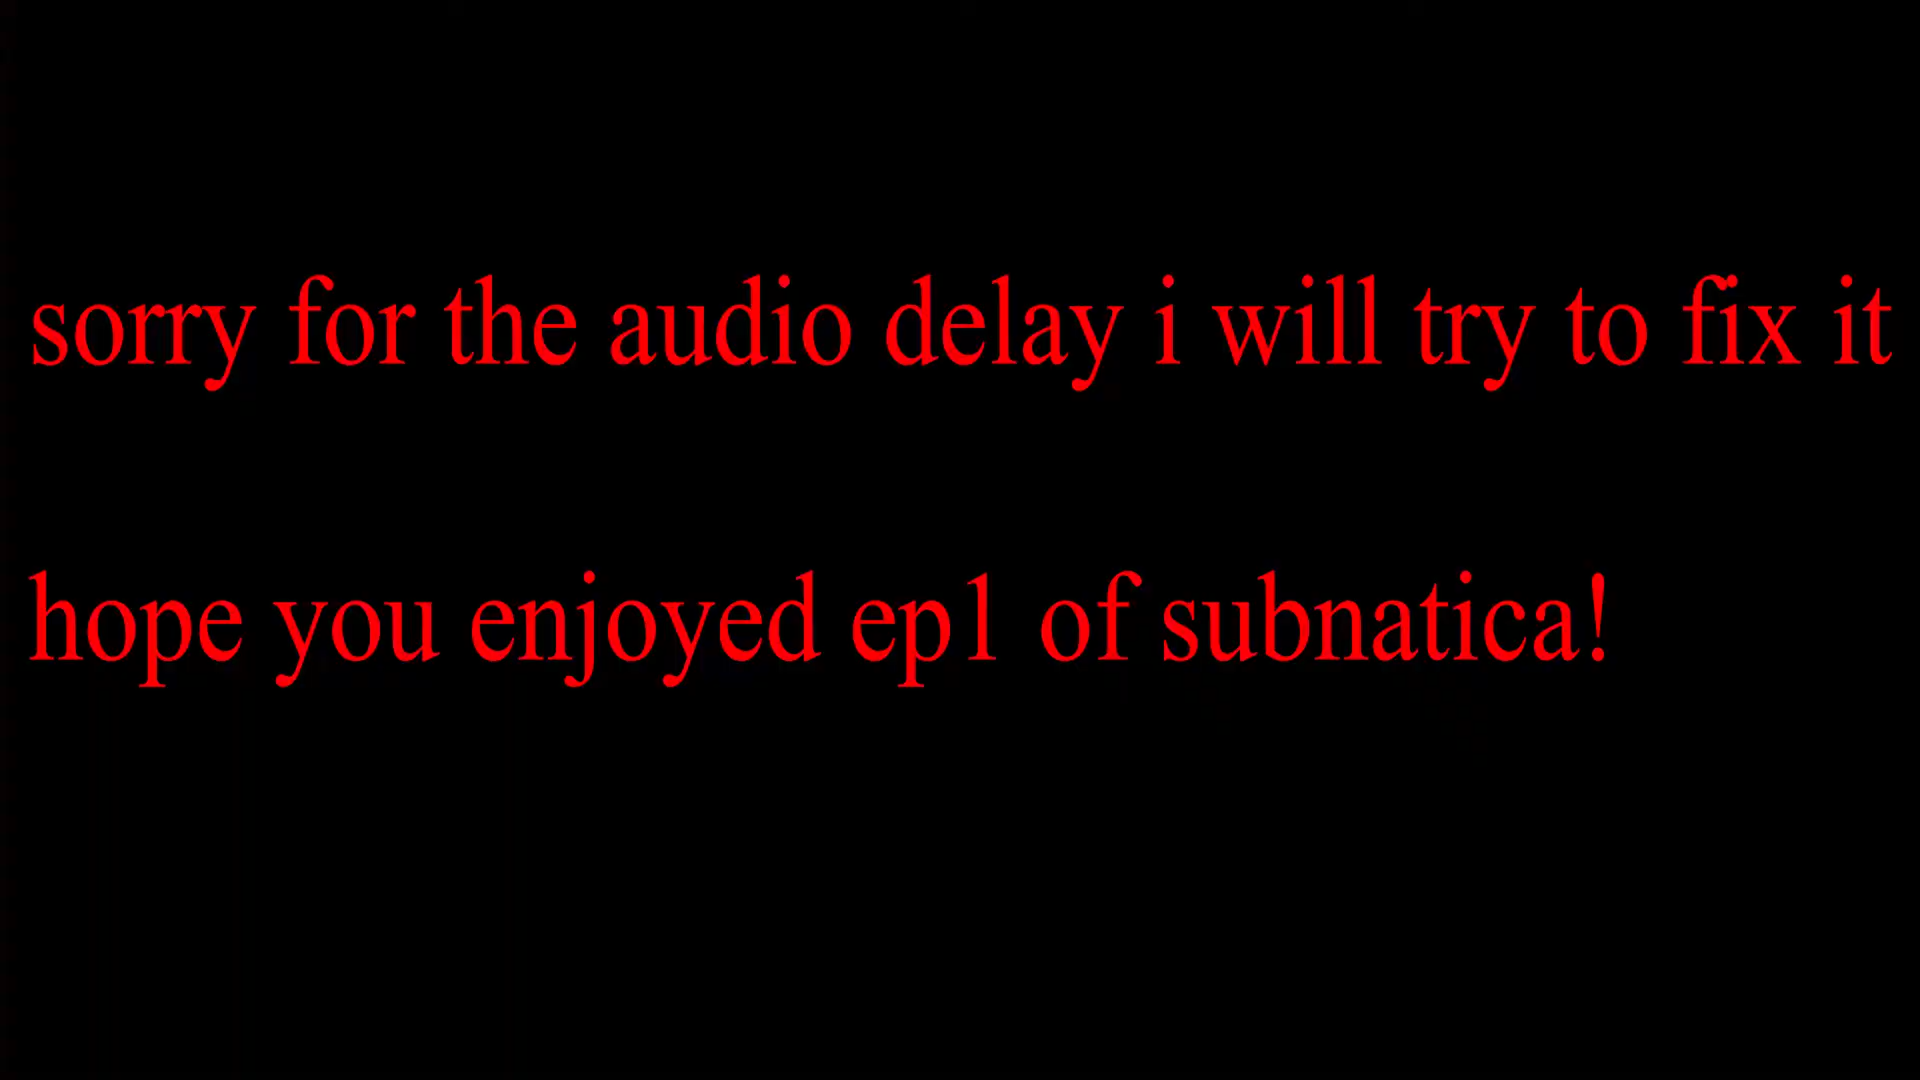 sorry for the audio delay i will try to fix it
hope you enjoyed ep1 of subnatica!